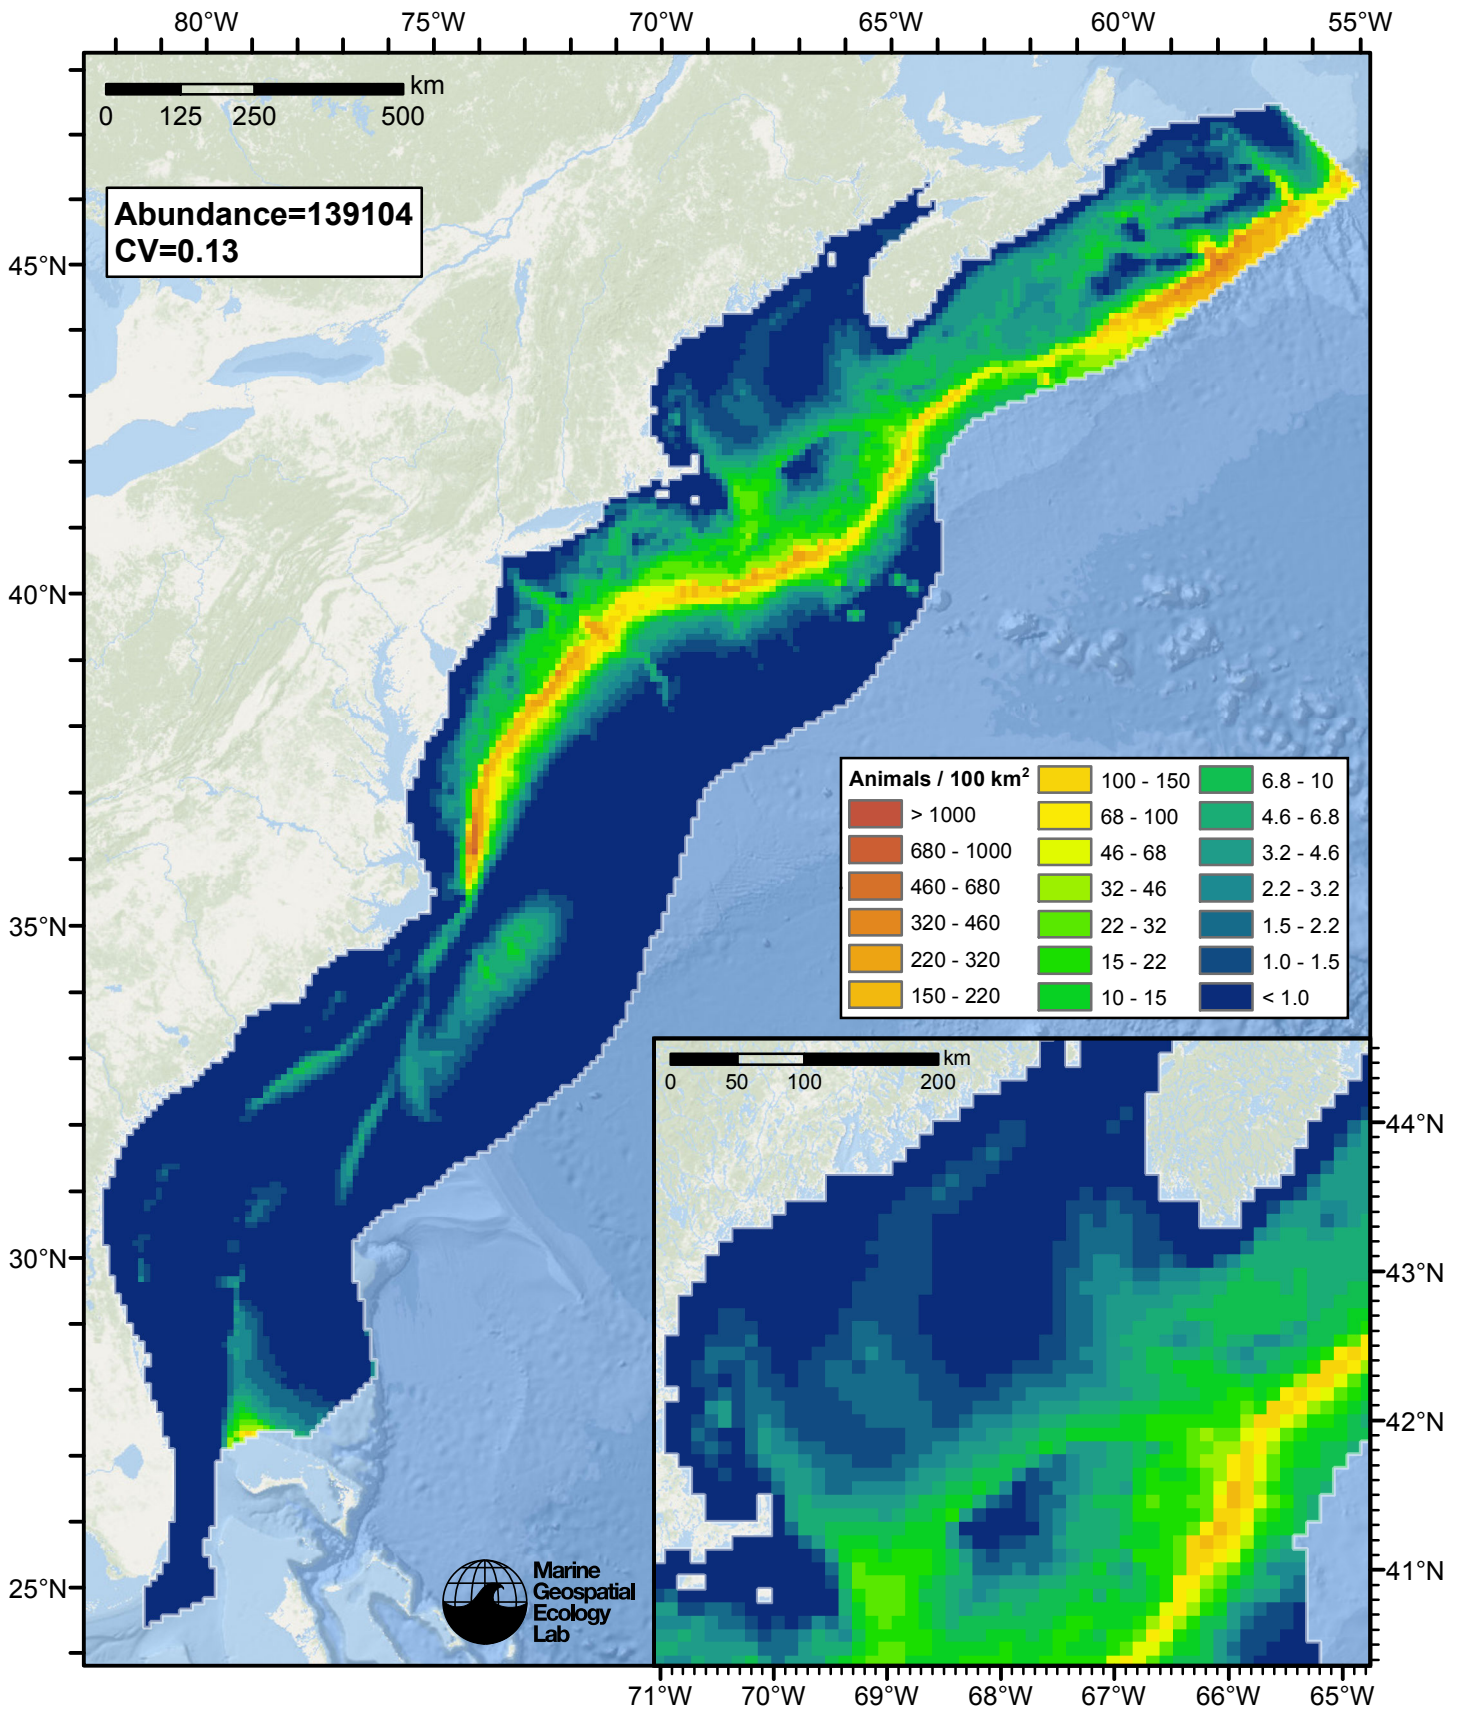 80°W 75°W 70°W 65°W 60°W 55°W
km
0 125 250 500
Abundance=139104
CV=0.13
45°N
40°N
35°N
30°N
25°N
Animals / 100 km²
> 1000
680 - 1000
460 - 680
320 - 460
220 - 320
150 - 220
100 - 150
68 - 100
46 - 68
32 - 46
22 - 32
15 - 22
10 - 15
6.8 - 10
4.6 - 6.8
3.2 - 4.6
2.2 - 3.2
1.5 - 2.2
1.0 - 1.5
< 1.0
km
0 50 100 200
44°N
43°N
42°N
41°N
Marine
Geospatial
Ecology
Lab
71°W 70°W 69°W 68°W 67°W 66°W 65°W